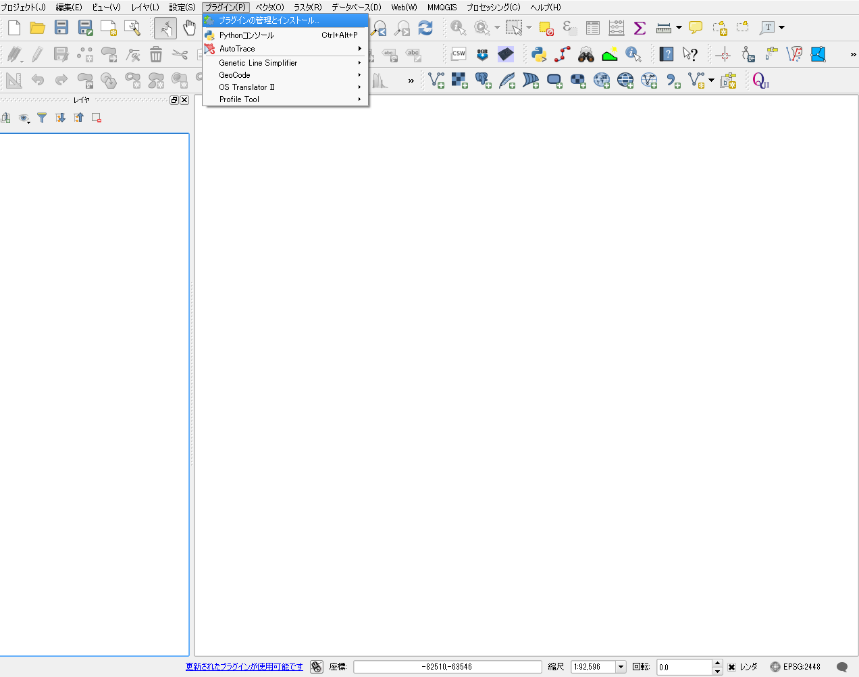 プロジェクト(J) 編集(E) ビュー(V) レイヤ(L) 設定(S) プラグイン(P) ベクタ(O) ラスタ(R) データベース(D) Web(W) MMQGIS プロセッシング(C) ヘルプ(H)
プラグインの管理とインストール...
Pythonコンソール Ctrl+Alt+P
AutoTrace
Genetic Line Simplifier
GeoCode
OS Translator II
Profile Tool
CSW
レイヤ
更新されたプラグインが使用可能です 座標: -82510,-69546 縮尺 1:92,596 回転: 0.0 レンダ EPSG:2448